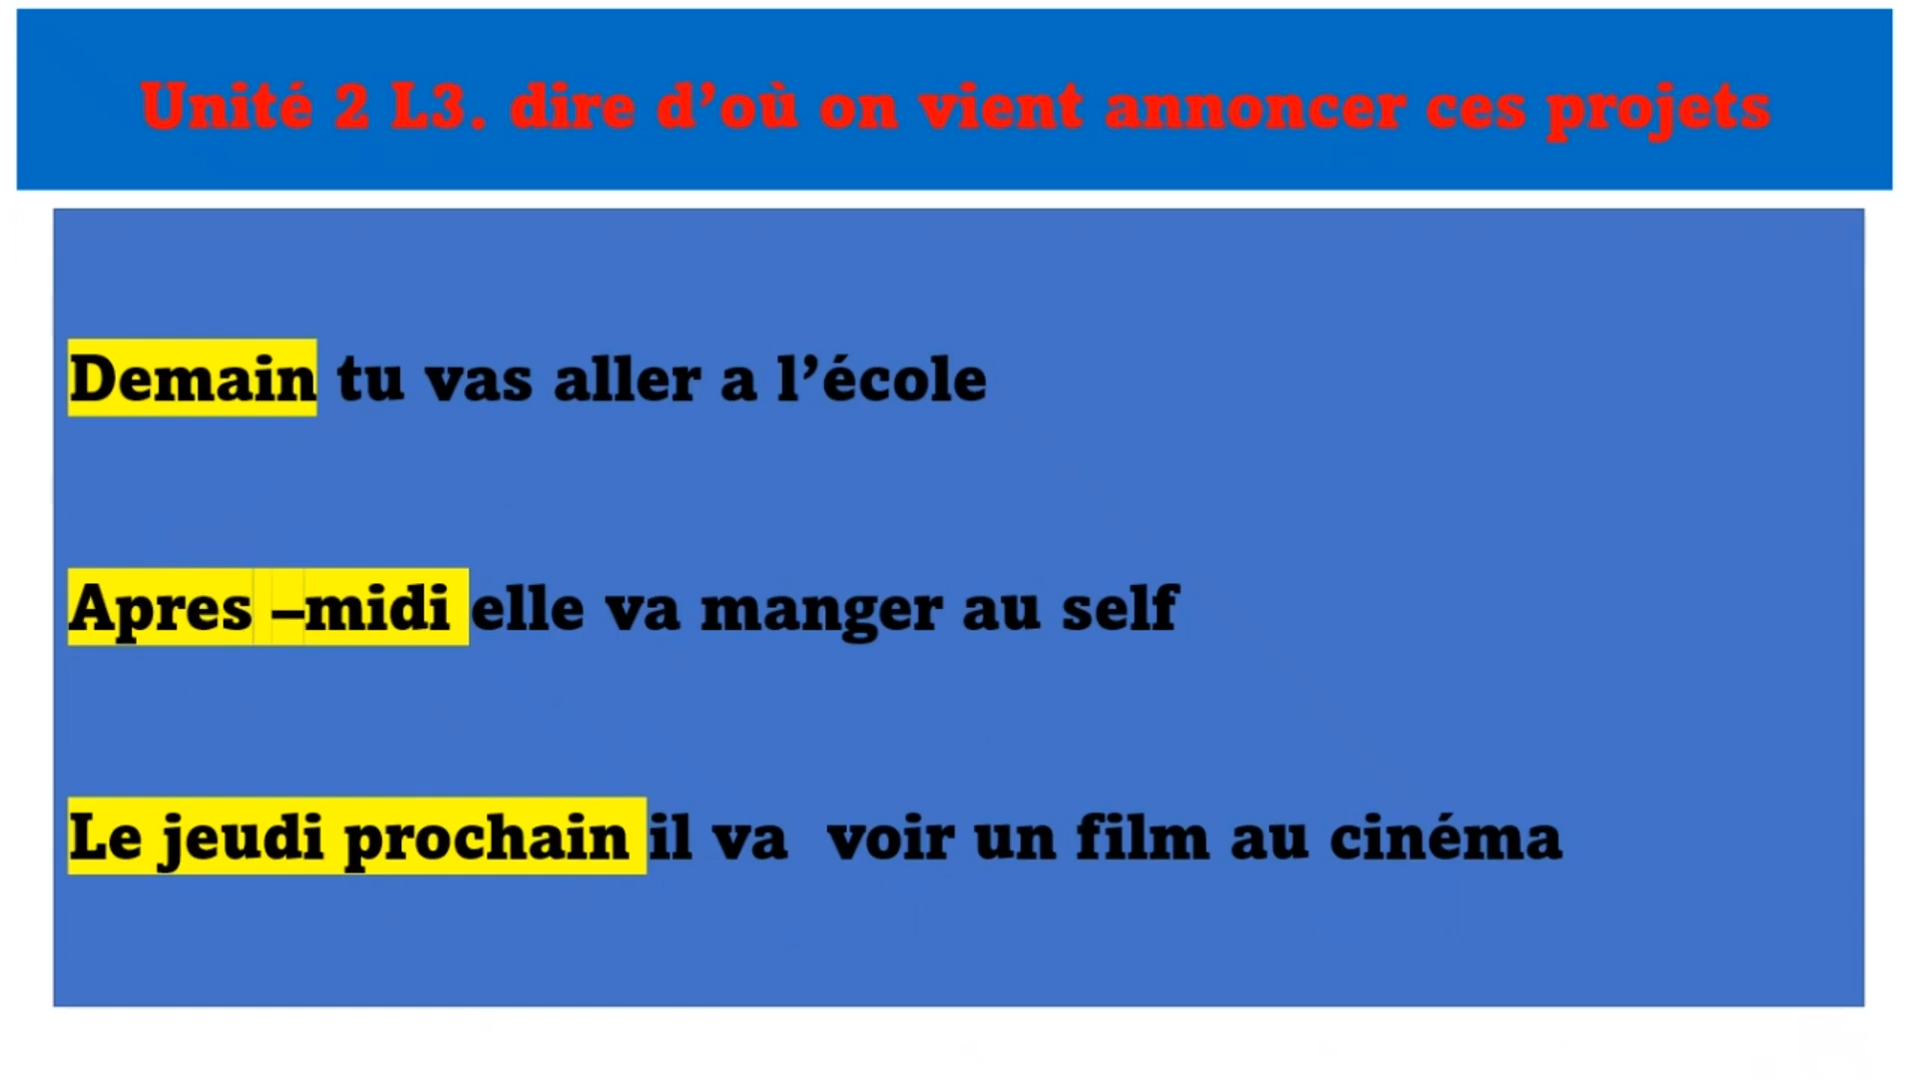 Unité 2 L3. dire d’où on vient annoncer ces projets
Demain tu vas aller a l’école
Apres –midi elle va manger au self
Le jeudi prochain il va  voir un film au cinéma